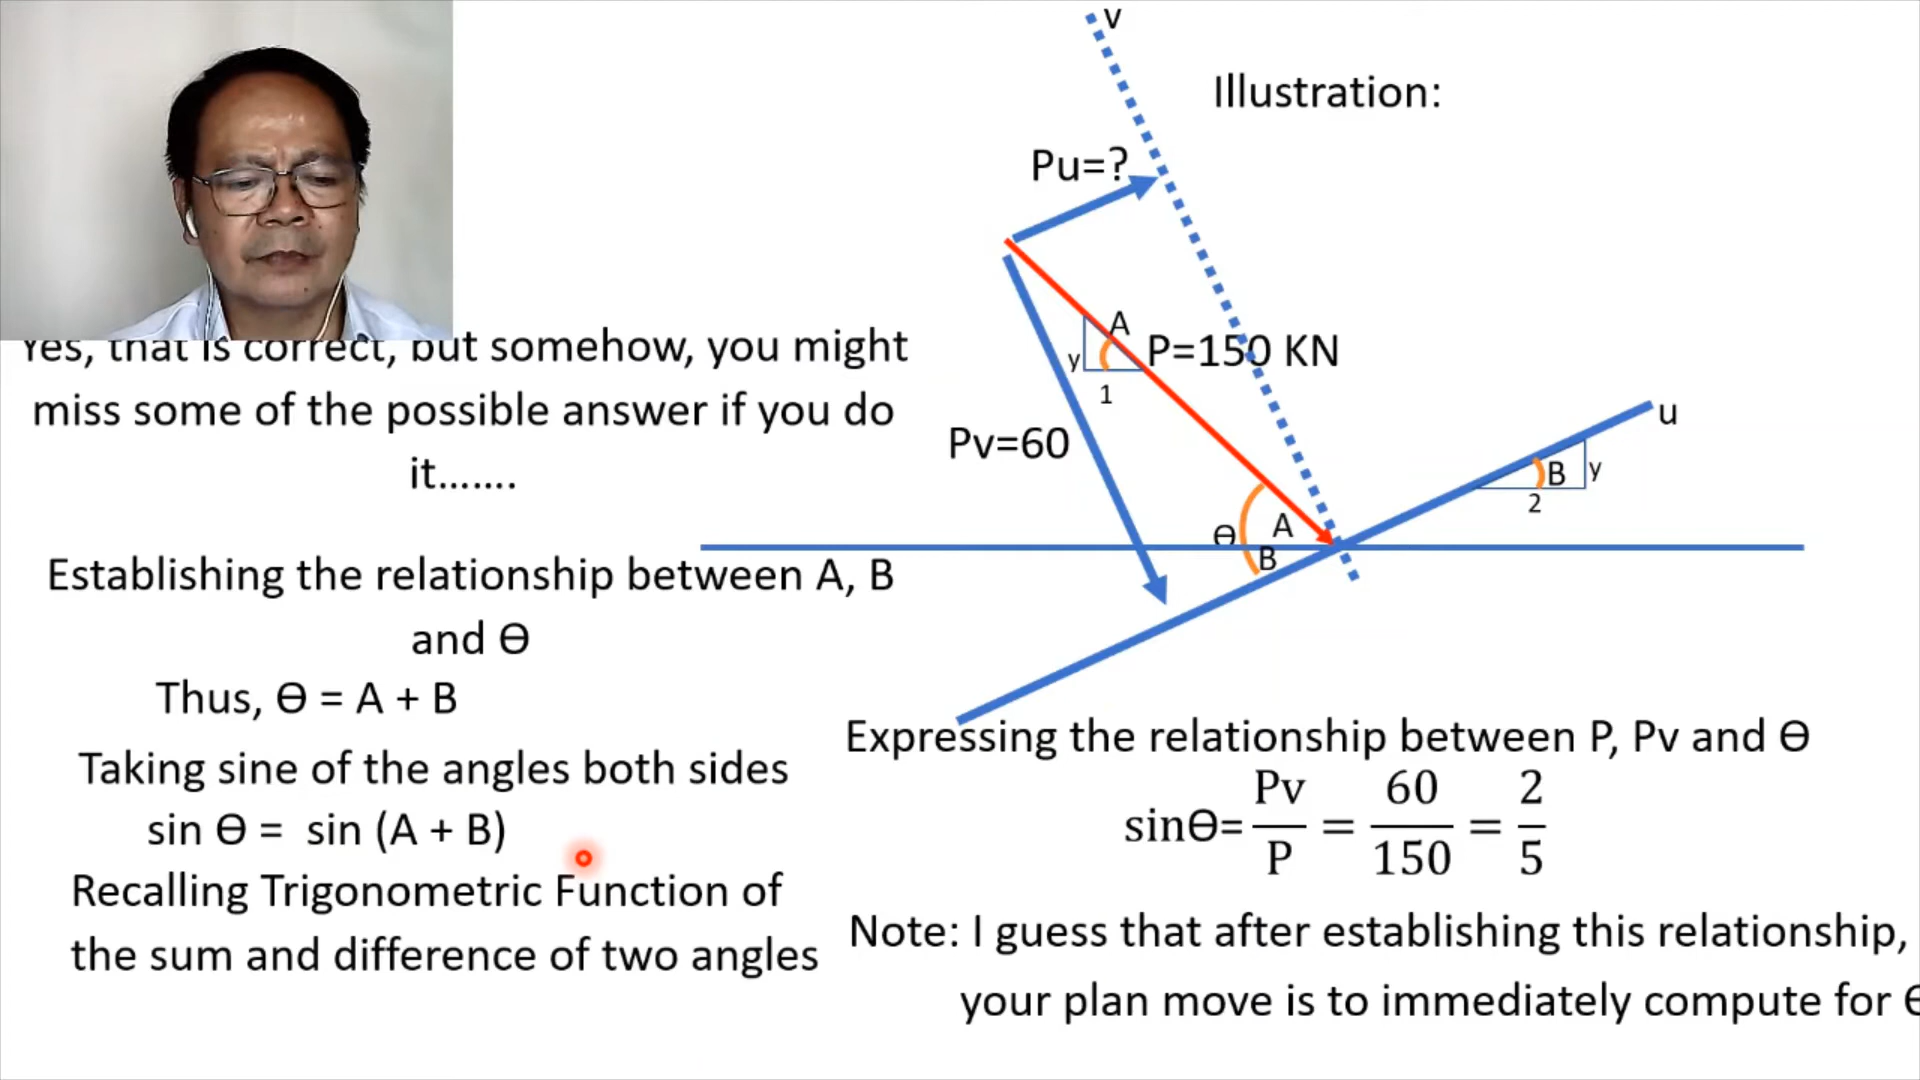 v
Illustration:
Pu=?
A
y
P=150 KN
1
Pv=60
u
B
y
2
ϴ
A
B
Yes, that is correct, but somehow, you might
miss some of the possible answer if you do
it…….
Establishing the relationship between A, B
and ϴ
Thus, ϴ = A + B
Taking sine of the angles both sides
sin ϴ = sin (A + B)
Recalling Trigonometric Function of
the sum and difference of two angles
Expressing the relationship between P, Pv and ϴ
sinϴ= Pv/P = 60/150 = 2/5
Note: I guess that after establishing this relationship,
your plan move is to immediately compute for ϴ